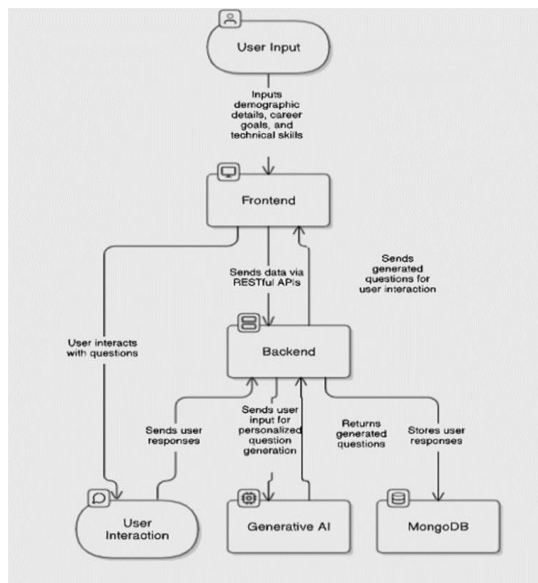 User Input
Inputs
demographic
details, career
goals, and
technical skills
Frontend
Sends data via
RESTful APIs
Sends
generated
questions for
user interaction
User interacts
with questions
Backend
Sends user
responses
Sends user
input for
personalized
question
generation
Returns
generated
questions
Stores user
responses
User
Interaction
Generative AI
MongoDB